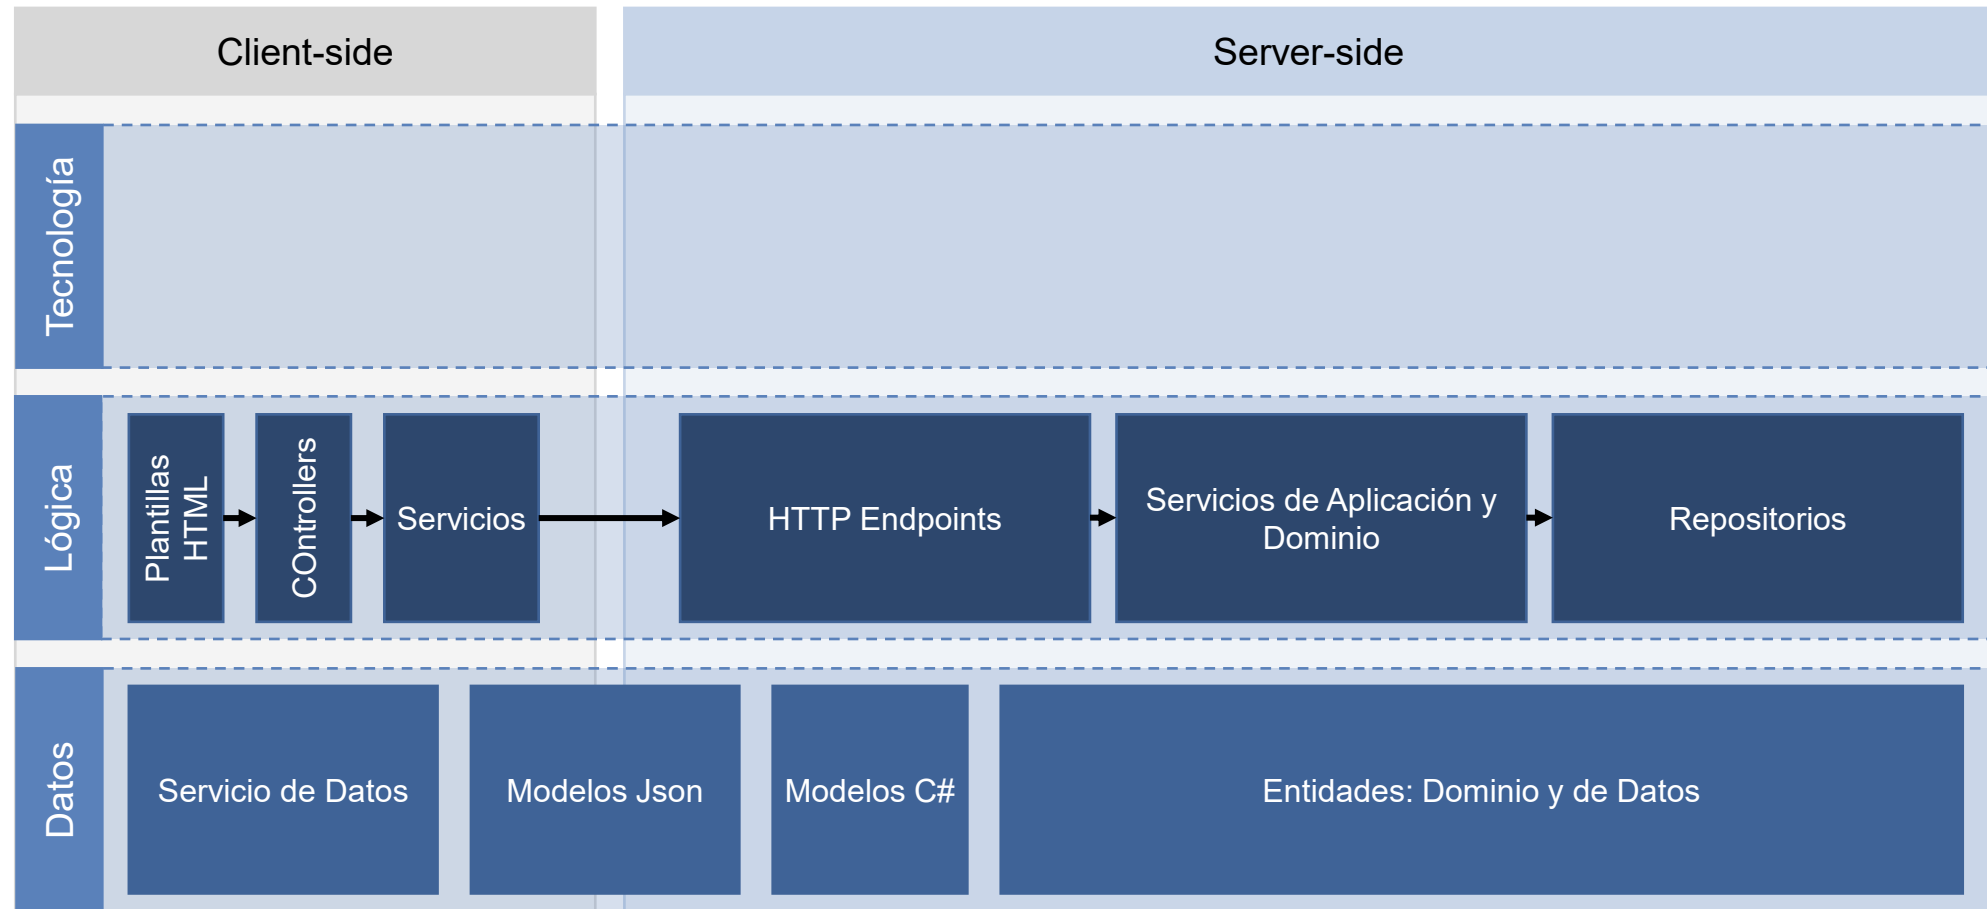 Client-side
Server-side
Tecnología
Lógica
Plantillas
HTML
COntrollers
Servicios
HTTP Endpoints
Servicios de Aplicación y
Dominio
Repositorios
Datos
Servicio de Datos
Modelos Json
Modelos C#
Entidades: Dominio y de Datos